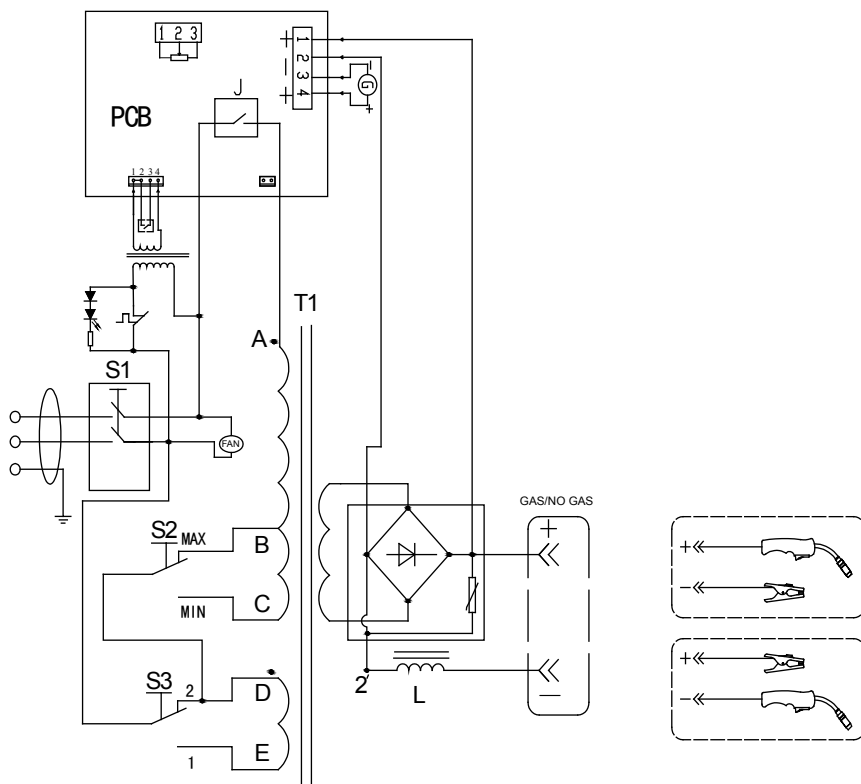 1 2 3
+ 1
− 2
3 −
+ 4
G
+
J
PCB
1 2 3 4
T1
A
S1
FAN
S2 MAX B
GAS/NO GAS
+
+
−
MIN C
+
−
S3 2 D
2'
L
−
1 E